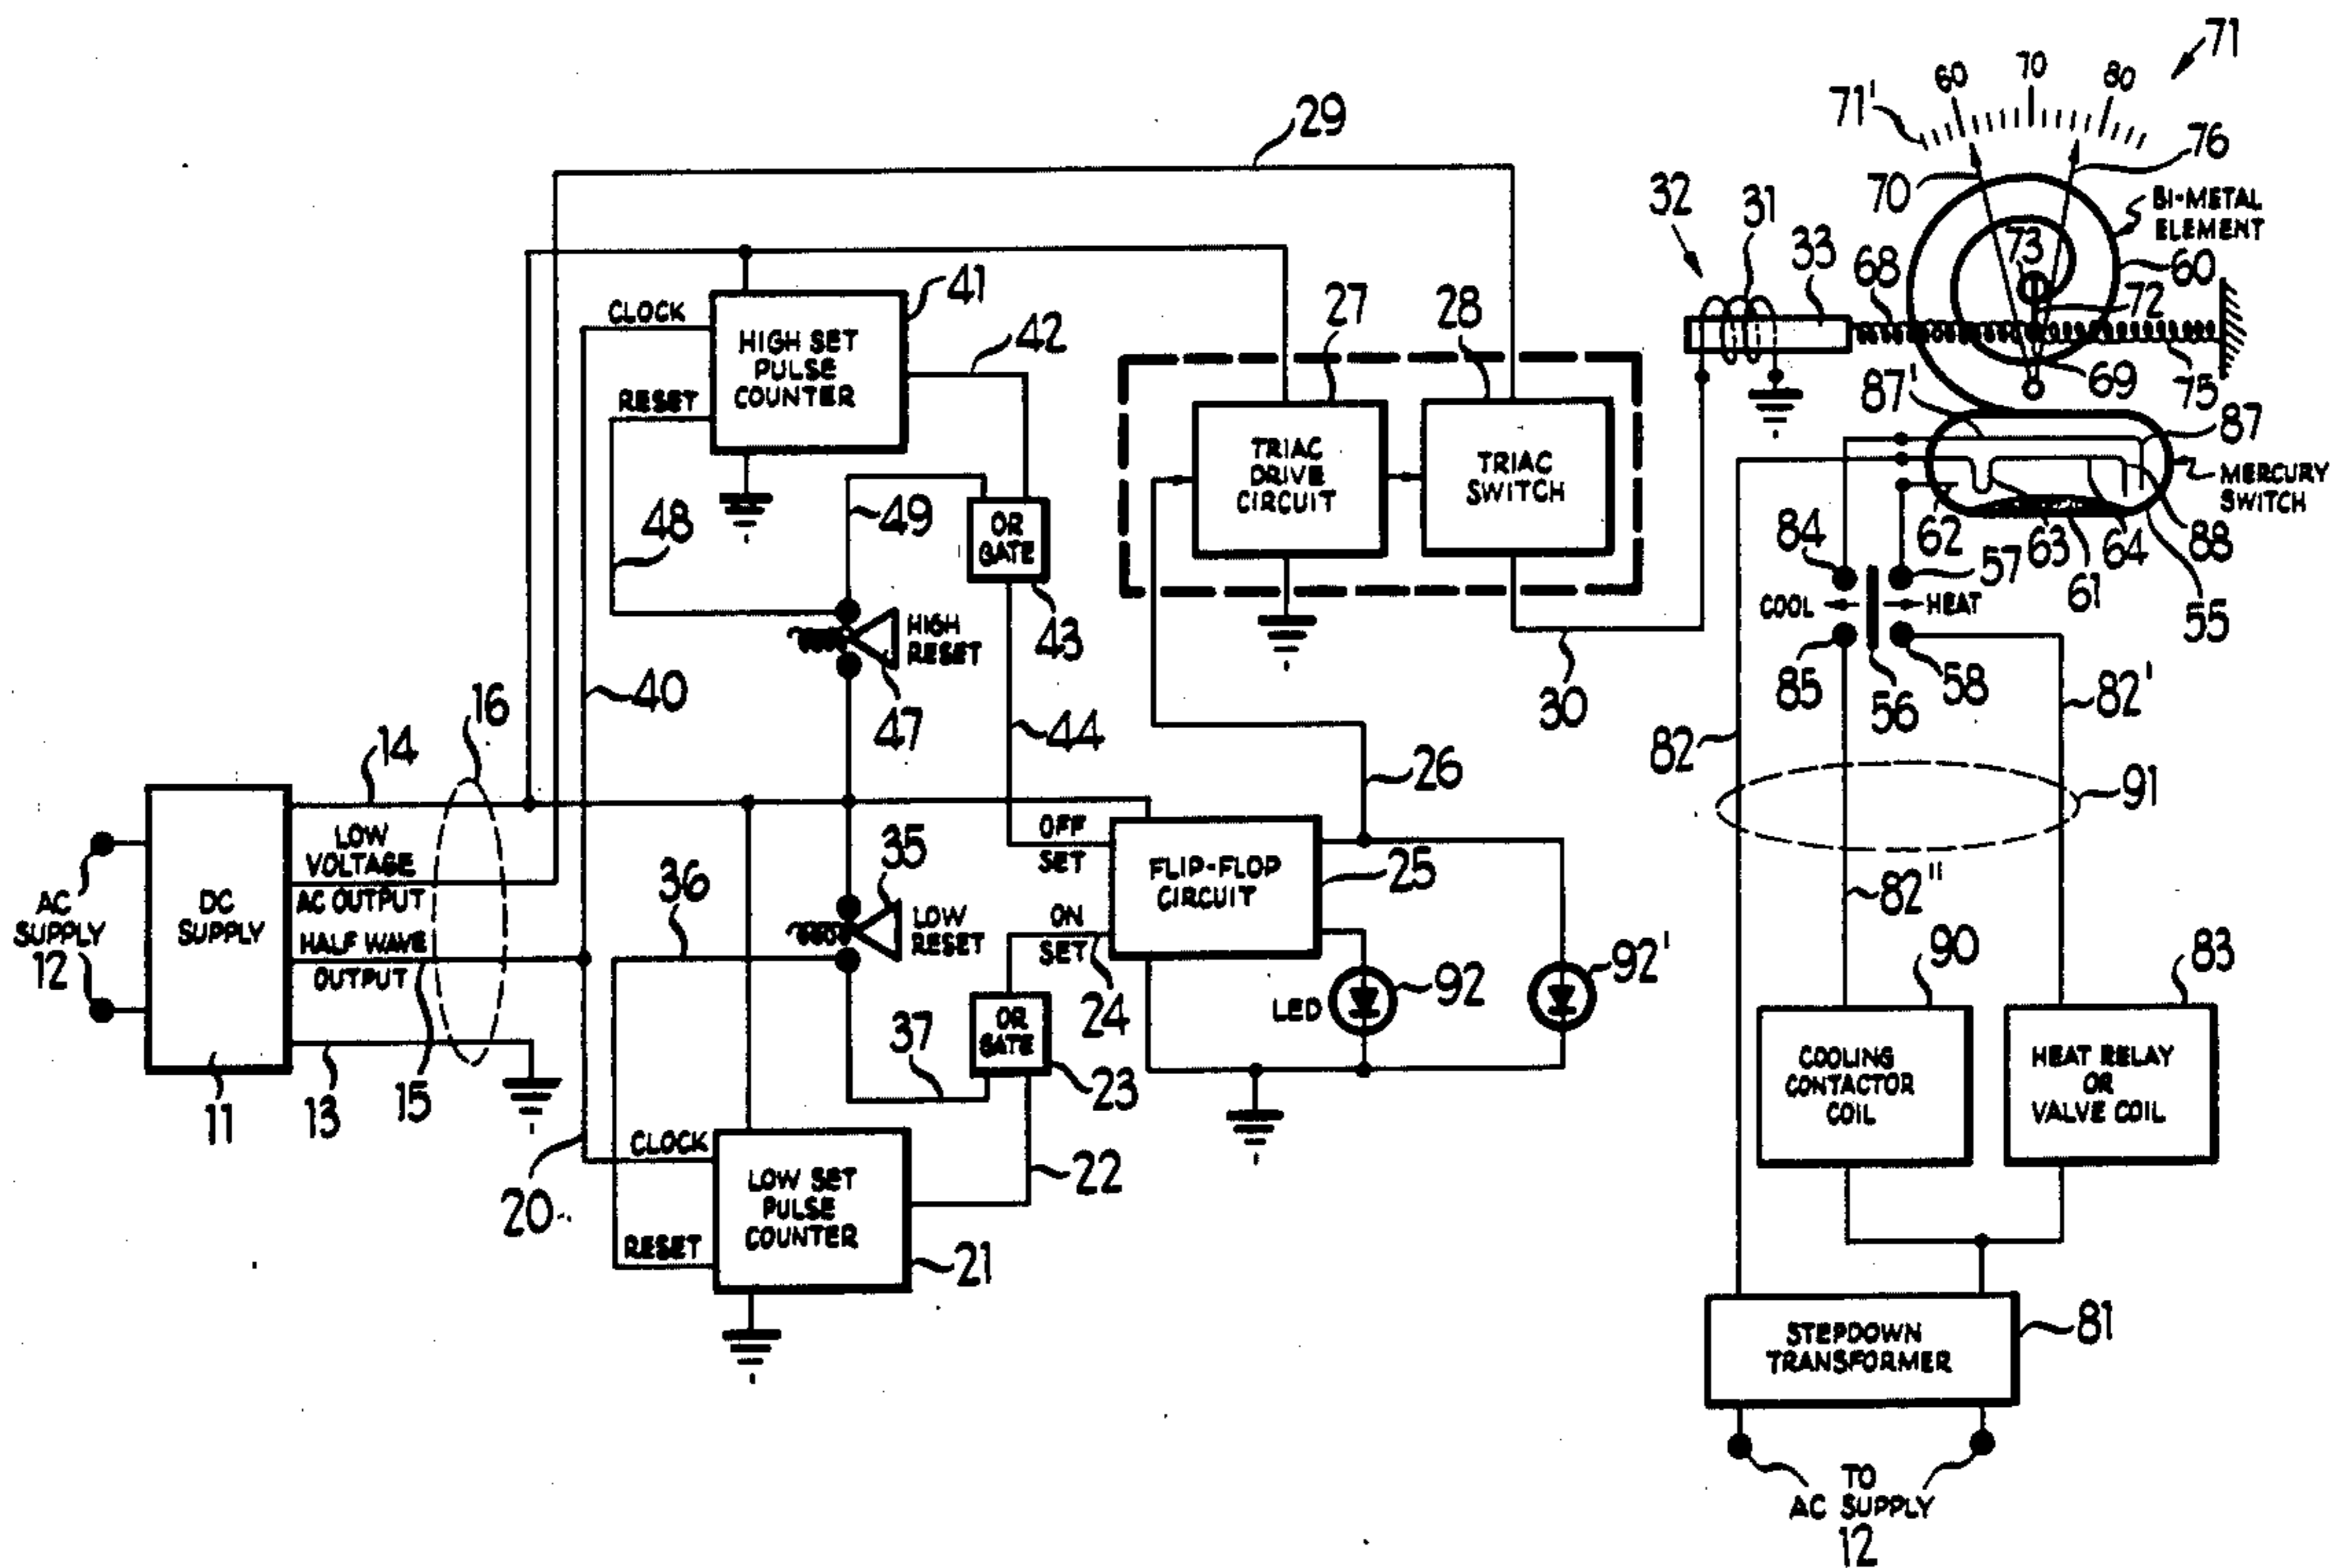 71
70
60
80
71'
76
29
70
BI-METAL
ELEMENT
32
31
33
68
73
60
72
41
27
28
CLOCK
HIGH SET
PULSE
COUNTER
42
69
75
87'
87
RESET
TRIAC
DRIVE
CIRCUIT
TRIAC
SWITCH
MERCURY
SWITCH
48
49
OR
GATE
84
62
63
64
88
57
61
55
COOL
HEAT
HIGH
RESET
43
40
47
44
30
85
56
58
82'
16
14
26
82
91
LOW
VOLTAGE
AC OUTPUT
35
OFF
SET
FLIP-FLOP
CIRCUIT
25
82"
AC
SUPPLY
12
DC
SUPPLY
36
HALF WAVE
OUTPUT
LOW
RESET
ON
SET
24
92
92'
LED
90
83
37
OR
GATE
23
COOLING
CONTACTOR
COIL
HEAT RELAY
OR
VALVE COIL
11
13
15
CLOCK
20
LOW SET
PULSE
COUNTER
22
RESET
21
STEPDOWN
TRANSFORMER
81
TO
AC SUPPLY
12